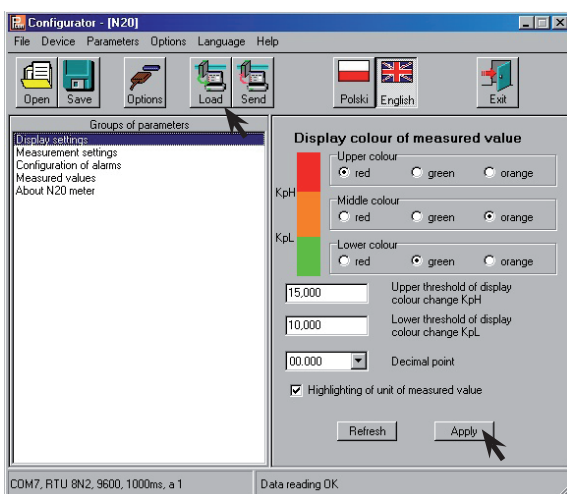 Configurator - [N20]
File Device Parameters Options Language Help
Open Save Options Load Send Polski English Exit
Groups of parameters
Display settings
Measurement settings
Configuration of alarms
Measured values
About N20 meter
Display colour of measured value
Upper colour
red green orange
KpH
Middle colour
red green orange
KpL
Lower colour
red green orange
15,000 Upper threshold of display
colour change KpH
10,000 Lower threshold of display
colour change KpL
00.000 Decimal point
Highlighting of unit of measured value
Refresh Apply
COM7, RTU 8N2, 9600, 1000ms, a 1 Data reading OK